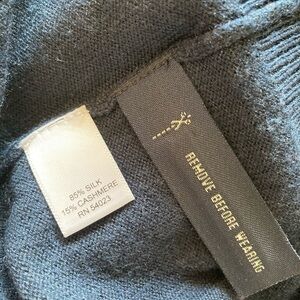 85% SILK
15% CASHMERE
RN 54023
REMOVE BEFORE WEARING